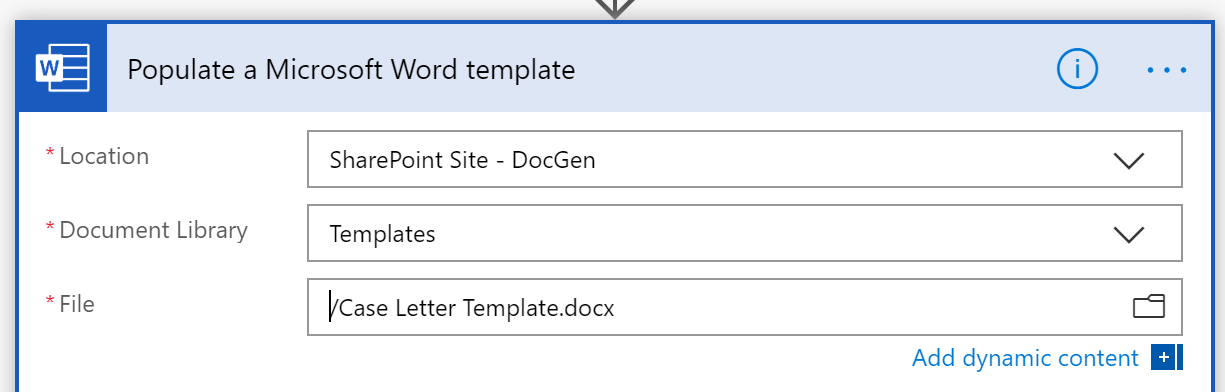 W
Populate a Microsoft Word template
* Location
SharePoint Site - DocGen
* Document Library
Templates
* File
/Case Letter Template.docx
Add dynamic content